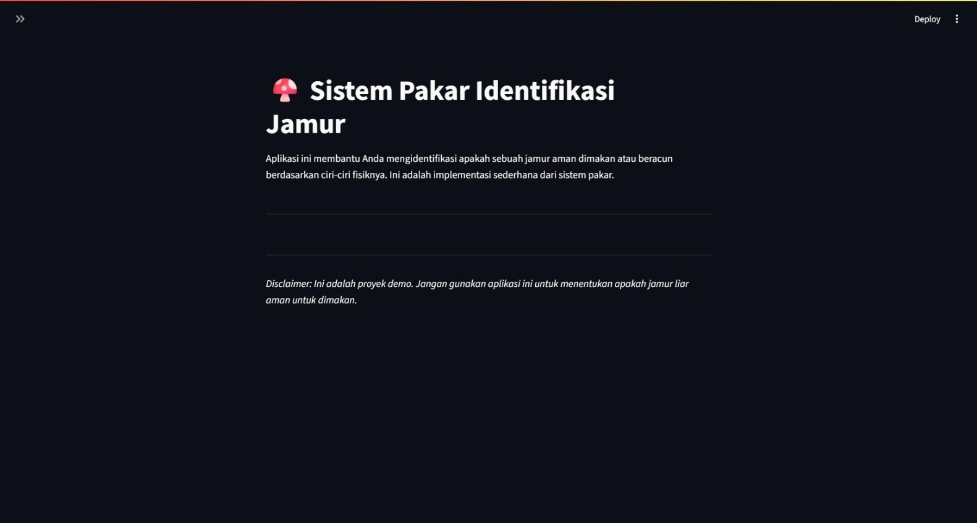 Deploy
Sistem Pakar Identifikasi
Jamur
Aplikasi ini membantu Anda mengidentifikasi apakah sebuah jamur aman dimakan atau beracun
berdasarkan ciri-ciri fisiknya. Ini adalah implementasi sederhana dari sistem pakar.
Disclaimer: Ini adalah proyek demo. Jangan gunakan aplikasi ini untuk menentukan apakah jamur liar
aman untuk dimakan.